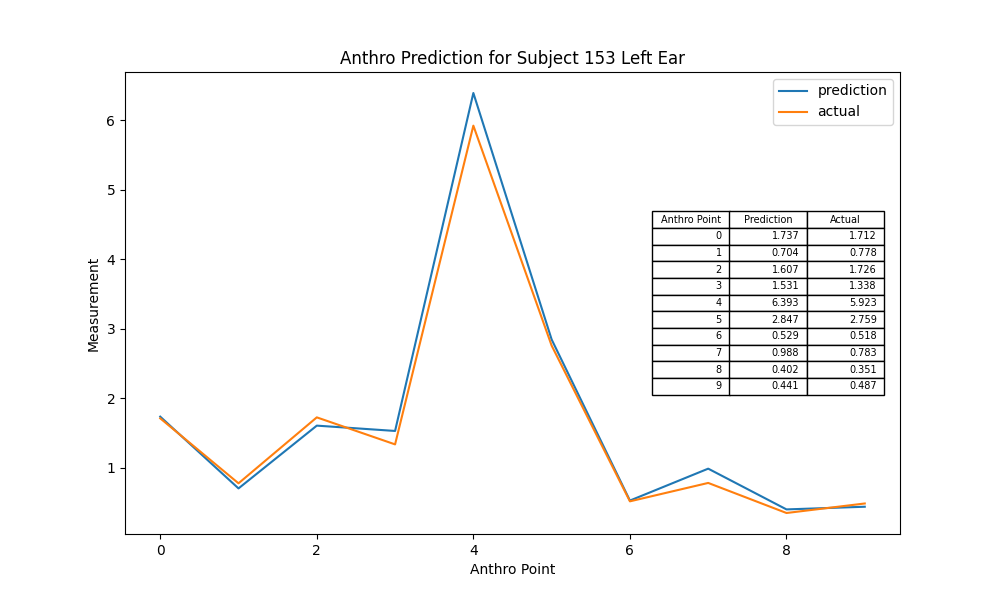 Anthro Prediction for Subject 153 Left Ear
prediction
actual
Measurement
6
5
4
3
2
1
Anthro Point Prediction Actual
0 1.737 1.712
1 0.704 0.778
2 1.607 1.726
3 1.531 1.338
4 6.393 5.923
5 2.847 2.759
6 0.529 0.518
7 0.988 0.783
8 0.402 0.351
9 0.441 0.487
0 2 4 6 8
Anthro Point